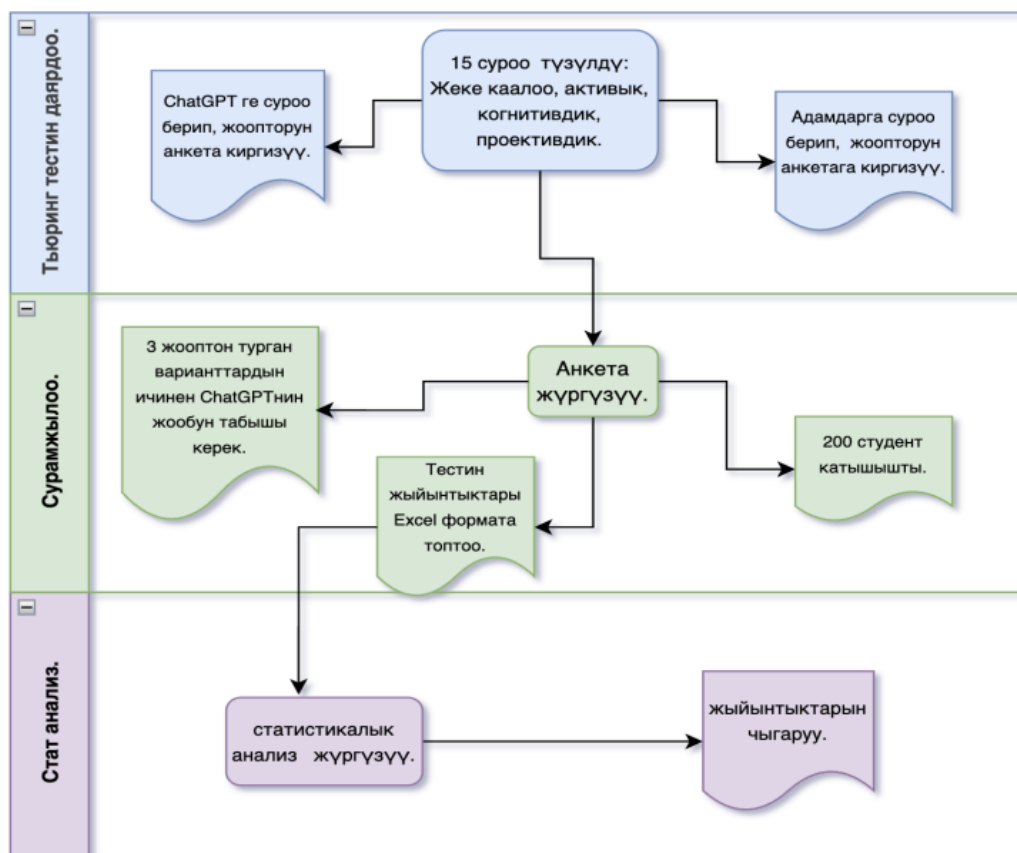 Тьюринг тестин даярдоо.
15 суроо түзүлдү:
Жеке каалоо, активык,
когнитивдик,
проективдик.
ChatGPT ге суроо
берип, жоопторун
анкета киргизүү.
Адамдарга суроо
берип, жоопторун
анкетага киргизүү.
Сурамжылоо.
3 жооптон турган
варианттардын
ичинен ChatGPTнин
жообун табышы
керек.
Анкета
жүргүзүү.
200 студент
катышышты.
Тестин
жыйынтыктары
Excel формата
топтоо.
Стат анализ.
статистикалык
анализ жүргүзүү.
жыйынтыктарын
чыгаруу.